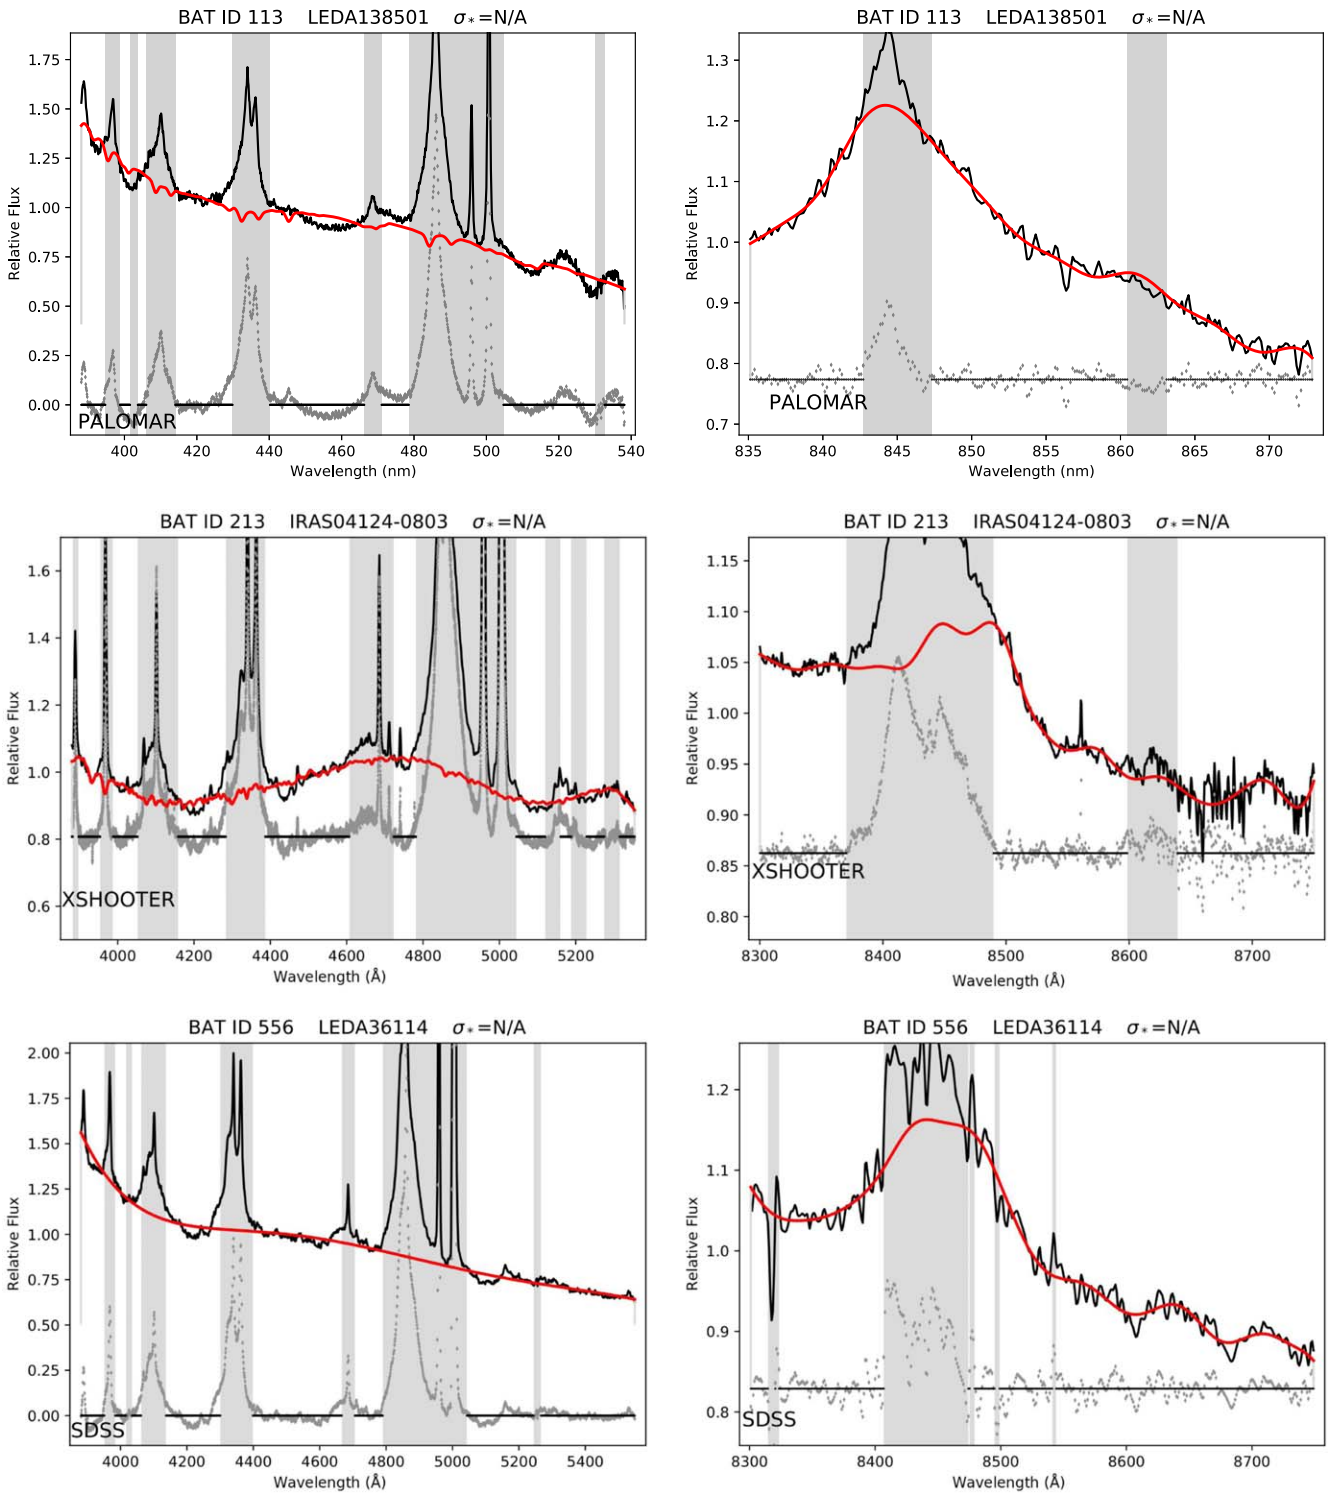 BAT ID 113 LEDA138501 σ*=N/A
Relative Flux
1.75
1.50
1.25
1.00
0.75
0.50
0.25
0.00
PALOMAR
400 420 440 460 480 500 520 540
Wavelength (nm)
BAT ID 113 LEDA138501 σ*=N/A
Relative Flux
1.3
1.2
1.1
1.0
0.9
0.8
0.7
PALOMAR
835 840 845 850 855 860 865 870
Wavelength (nm)
BAT ID 213 IRAS04124-0803 σ*=N/A
Relative Flux
1.6
1.4
1.2
1.0
0.8
0.6
XSHOOTER
4000 4200 4400 4600 4800 5000 5200
Wavelength (Å)
BAT ID 213 IRAS04124-0803 σ*=N/A
Relative Flux
1.15
1.10
1.05
1.00
0.95
0.90
0.85
0.80
XSHOOTER
8300 8400 8500 8600 8700
Wavelength (Å)
BAT ID 556 LEDA36114 σ*=N/A
Relative Flux
2.00
1.75
1.50
1.25
1.00
0.75
0.50
0.25
0.00
SDSS
4000 4200 4400 4600 4800 5000 5200 5400
Wavelength (Å)
BAT ID 556 LEDA36114 σ*=N/A
Relative Flux
1.2
1.1
1.0
0.9
0.8
SDSS
8300 8400 8500 8600 8700
Wavelength (Å)